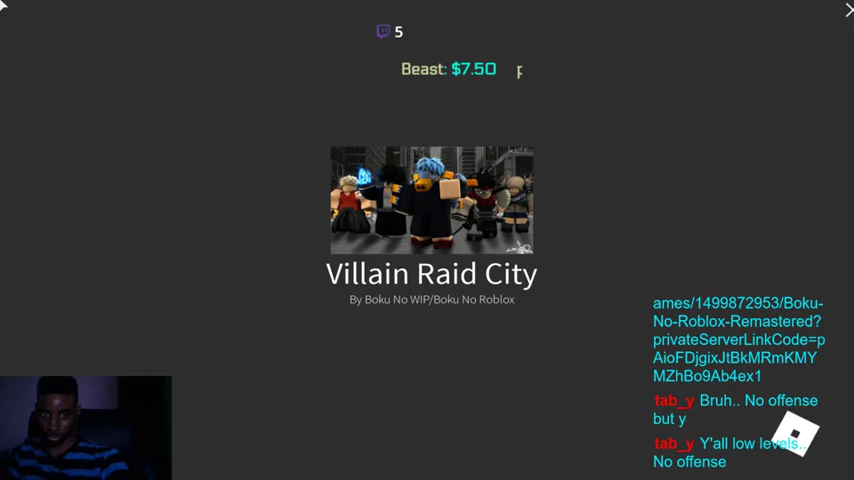 5
Beast: $7.50
Villain Raid City
By Boku No WIP/Boku No Roblox
ames/1499872953/Boku-
No-Roblox-Remastered?
privateServerLinkCode=p
AioFDJgixJtBkMRmKMY
MZhBo9Ab4ex1
tab_y Bruh.. No offense
but y
tab_y Y'all low levels..
No offense